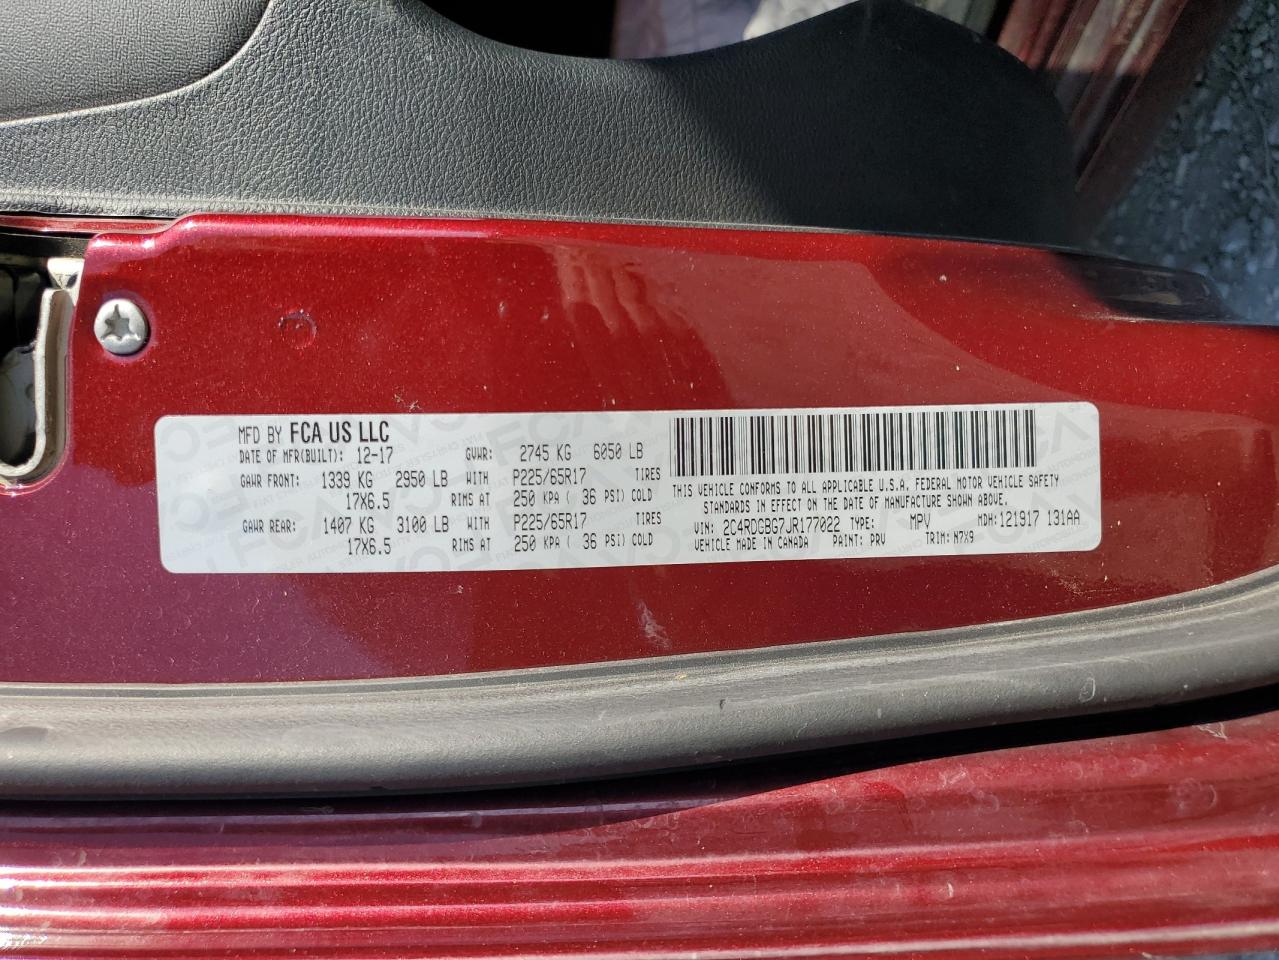 MFD BY FCA US LLC
DATE OF MFR(BUILT): 12-17 GVWR: 2745 KG 6050 LB
GAWR FRONT: 1339 KG 2950 LB WITH P225/65R17 TIRES
17X6.5 RIMS AT 250 KPA ( 36 PSI) COLD
GAWR REAR: 1407 KG 3100 LB WITH P225/65R17 TIRES
17X6.5 RIMS AT 250 KPA ( 36 PSI) COLD
THIS VEHICLE CONFORMS TO ALL APPLICABLE U.S.A. FEDERAL MOTOR VEHICLE SAFETY
STANDARDS IN EFFECT ON THE DATE OF MANUFACTURE SHOWN ABOVE.
VIN: 2C4RDGBG7JR177022 TYPE: MPV MDH:121917 131AA
VEHICLE MADE IN CANADA PAINT: PRV TRIM: N7X9